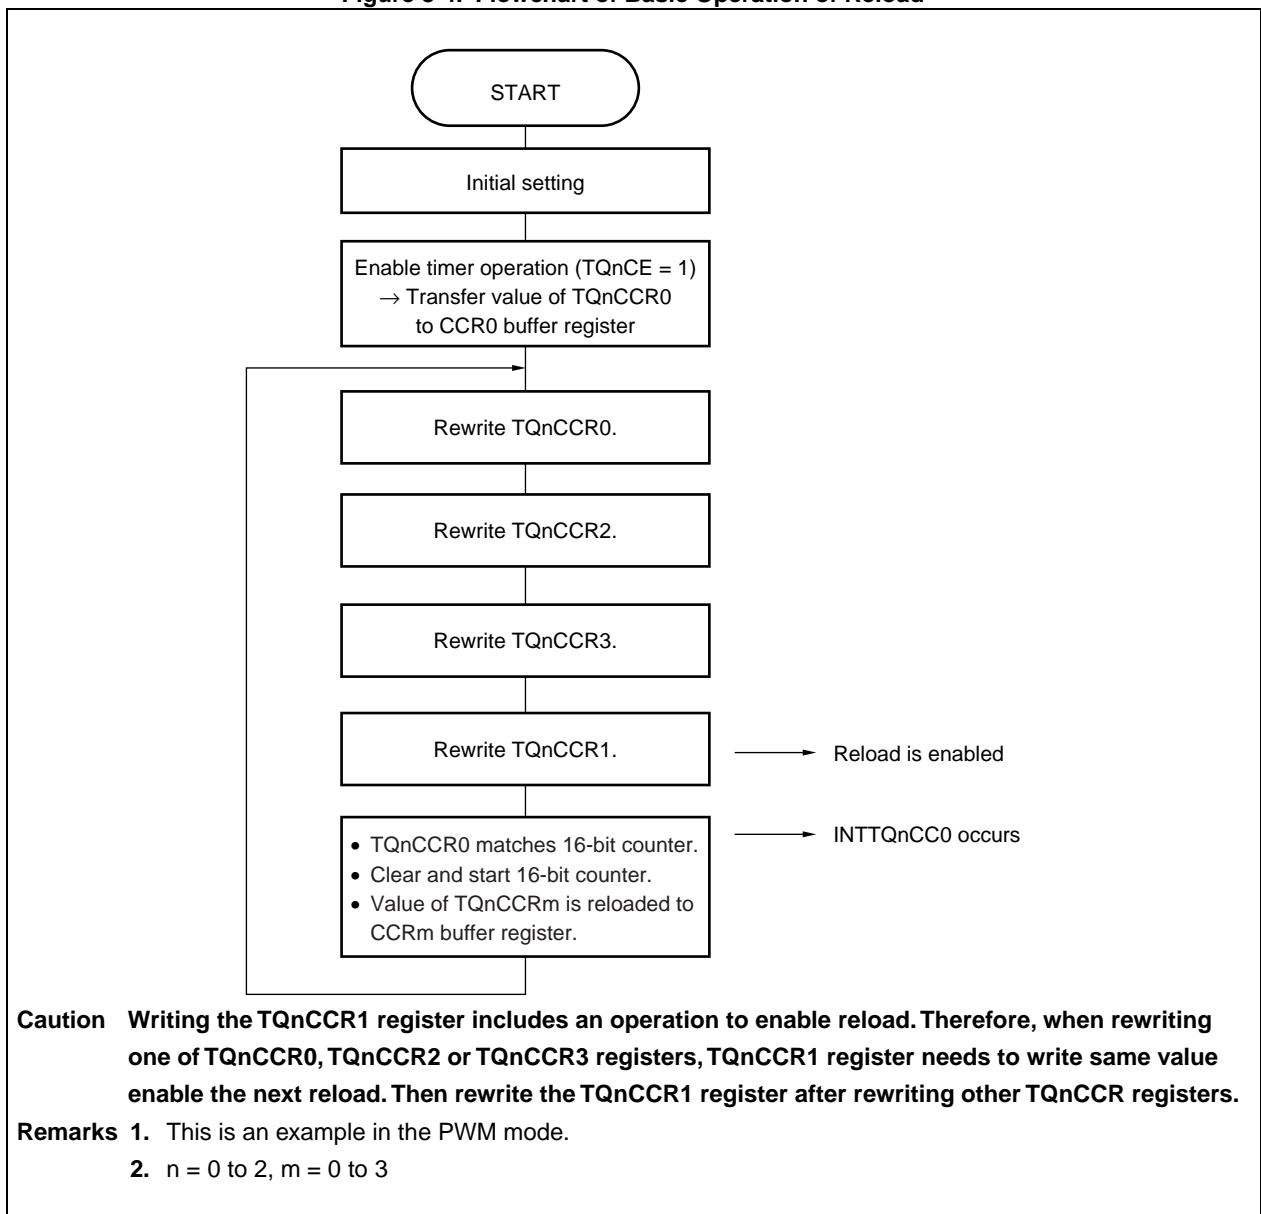 START
Initial setting
Enable timer operation (TQnCE = 1)
→ Transfer value of TQnCCR0
to CCR0 buffer register
Rewrite TQnCCR0.
Rewrite TQnCCR2.
Rewrite TQnCCR3.
Rewrite TQnCCR1.
Reload is enabled
• TQnCCR0 matches 16-bit counter.
• Clear and start 16-bit counter.
• Value of TQnCCRm is reloaded to
CCRm buffer register.
INTTQnCC0 occurs
Caution Writing the TQnCCR1 register includes an operation to enable reload. Therefore, when rewriting
one of TQnCCR0, TQnCCR2 or TQnCCR3 registers, TQnCCR1 register needs to write same value
enable the next reload. Then rewrite the TQnCCR1 register after rewriting other TQnCCR registers.
Remarks 1. This is an example in the PWM mode.
2. n = 0 to 2, m = 0 to 3